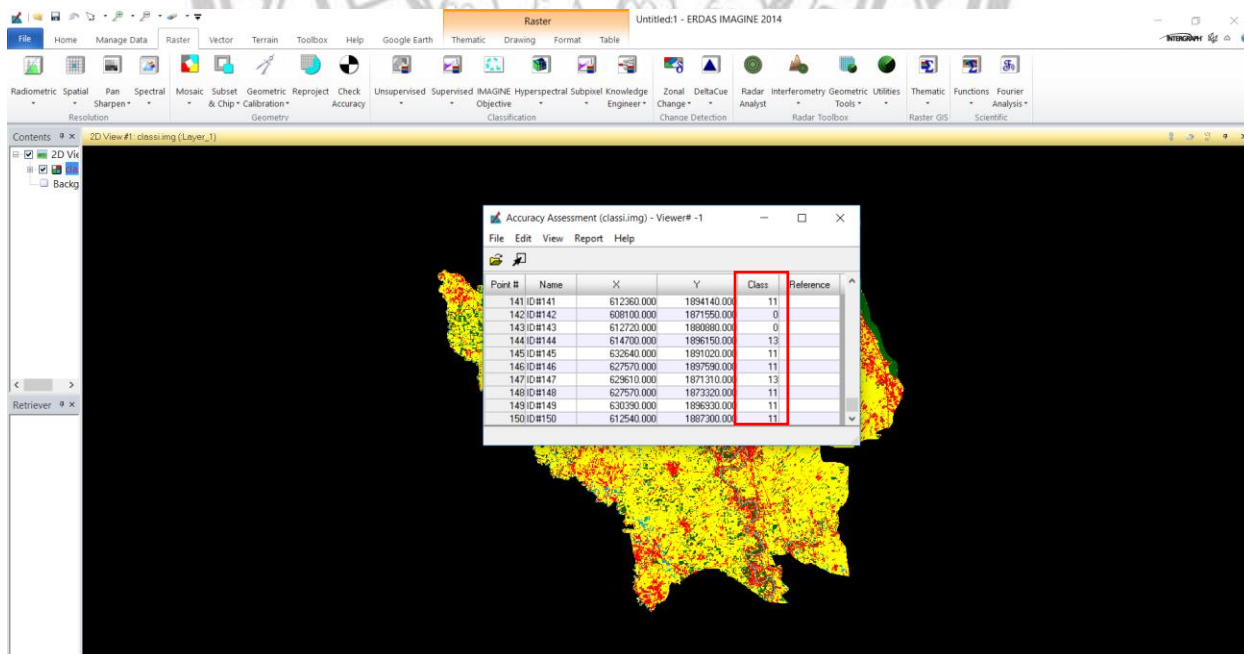 Raster
Untitled:1 - ERDAS IMAGINE 2014
File Home Manage Data Raster Vector Terrain Toolbox Help Google Earth Thematic Drawing Format Table
INTERGRAPH
Radiometric Spatial Pan Sharpen Spectral Mosaic Subset & Chip Geometric Calibration Reproject Check Accuracy Unsupervised Supervised IMAGINE Objective Hyperspectral Subpixel Knowledge Engineer Zonal Change DeltaCue Radar Analyst Interferometry Geometric Tools Utilities Thematic Functions Fourier Analysis
Resolution Geometry Classification Change Detection Radar Toolbox Raster GIS Scientific
Contents 2D View #1: classi.img (:Layer_1)
2D Vie
cla
Backg
Retriever
Accuracy Assessment (classi.img) - Viewer# -1
File Edit View Report Help
Point # Name X Y Class Reference
141 ID#141 612360.000 1894140.000 11
142 ID#142 608100.000 1871550.000 0
143 ID#143 612720.000 1880880.000 0
144 ID#144 614700.000 1896150.000 13
145 ID#145 632640.000 1891020.000 11
146 ID#146 627570.000 1897590.000 11
147 ID#147 629610.000 1871310.000 13
148 ID#148 627570.000 1873320.000 11
149 ID#149 630390.000 1896930.000 11
150 ID#150 612540.000 1887300.000 11